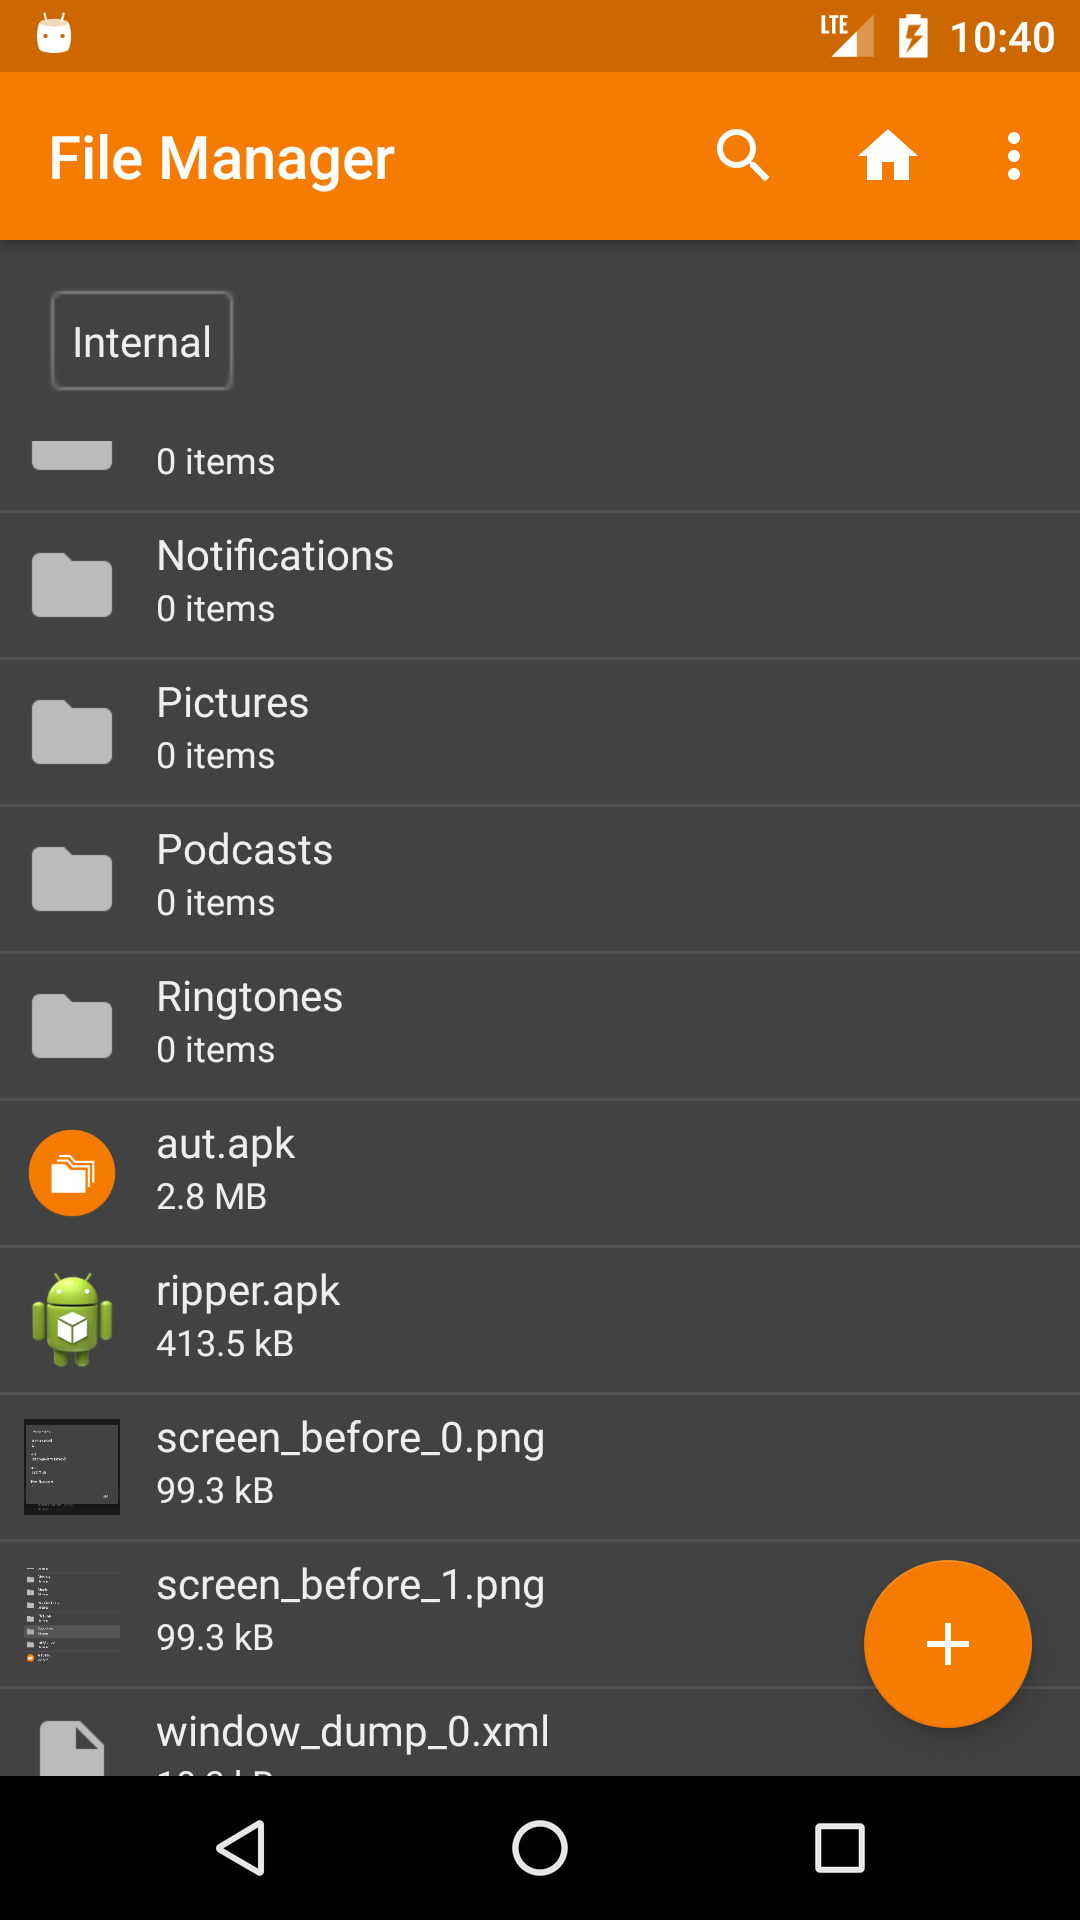 LTE 10:40
File Manager
Internal
0 items
Notifications
0 items
Pictures
0 items
Podcasts
0 items
Ringtones
0 items
aut.apk
2.8 MB
ripper.apk
413.5 kB
screen_before_0.png
99.3 kB
screen_before_1.png
99.3 kB
window_dump_0.xml